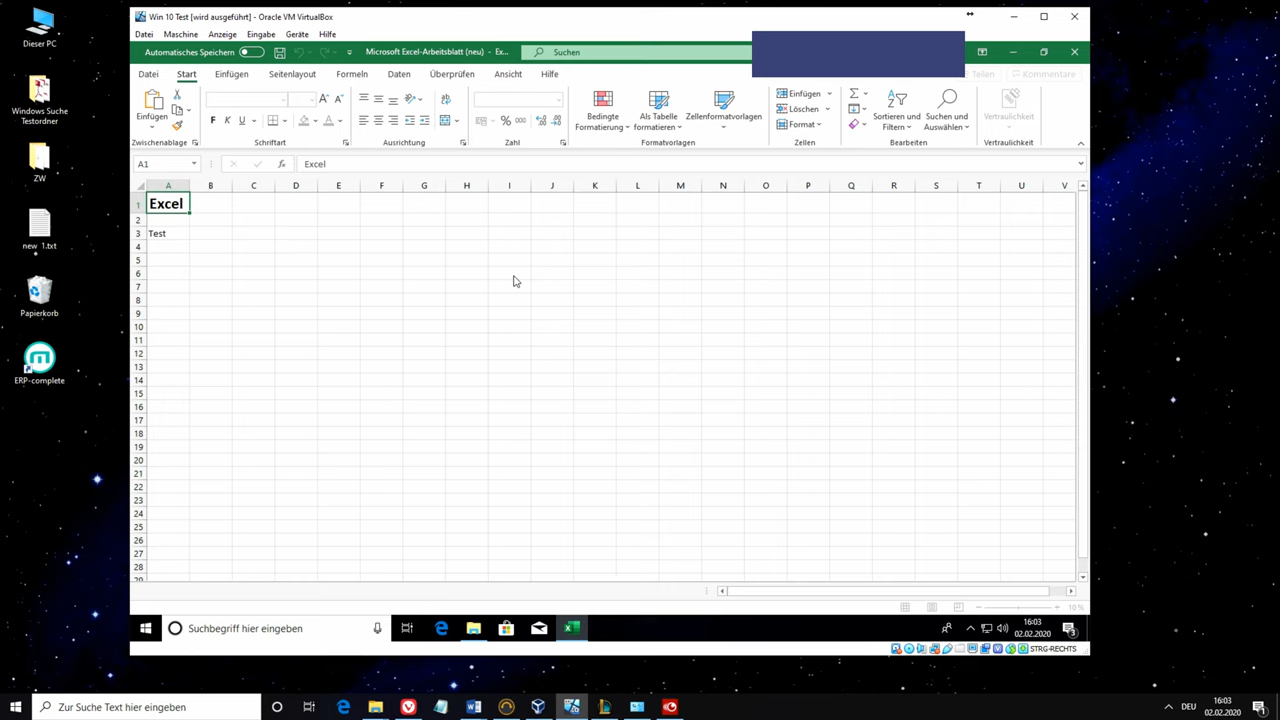 Dieser PC
Windows Suche
Testordner
ZW
new_1.txt
Papierkorb
ERP-complete
Win 10 Test [wird ausgeführt] - Oracle VM VirtualBox
Datei Maschine Anzeige Eingabe Geräte Hilfe
Automatisches Speichern Microsoft Excel-Arbeitsblatt (neu) - Ex... Suchen
Datei Start Einfügen Seitenlayout Formeln Daten Überprüfen Ansicht Hilfe Teilen Kommentare
Einfügen
F K U
Bedingte
Formatierung
Als Tabelle
formatieren
Zellenformatvorlagen
Einfügen
Löschen
Format
Sortieren und
Filtern
Suchen und
Auswählen
Vertraulichkeit
Zwischenablage Schriftart Ausrichtung Zahl Formatvorlagen Zellen Bearbeiten Vertraulichkeit
A1 fx Excel
A B C D E F G H I J K L M N O P Q R S T U V
1 Excel
2
3 Test
4
5
6
7
8
9
10
11
12
13
14
15
16
17
18
19
20
21
22
23
24
25
26
27
28
29
10 %
Suchbegriff hier eingeben
16:03
02.02.2020
3
STRG-RECHTS
Zur Suche Text hier eingeben
DEU
16:03
02.02.2020